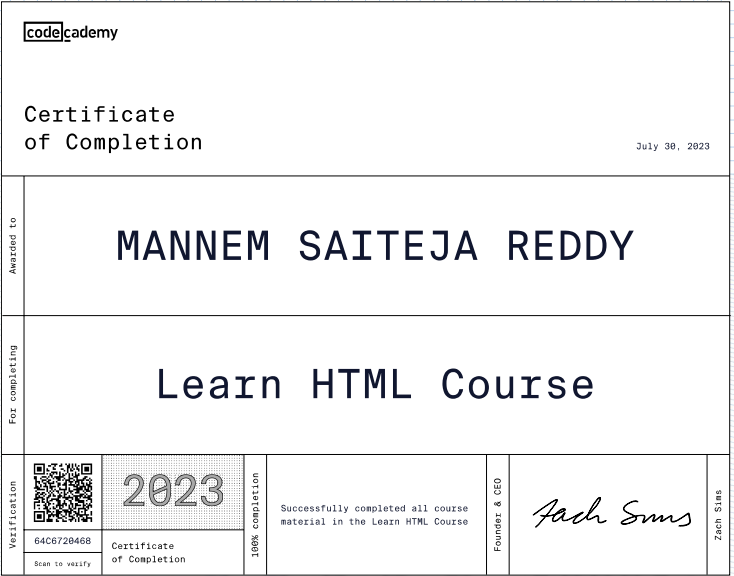 codecademy
Certificate
of Completion
July 30, 2023
Awarded to
MANNEM SAITEJA REDDY
For completing
Learn HTML Course
Verification
64C6720468
Scan to verify
2023
Certificate
of Completion
100% completion
Successfully completed all course
material in the Learn HTML Course
Founder & CEO
Zach Sims
Zach Sims